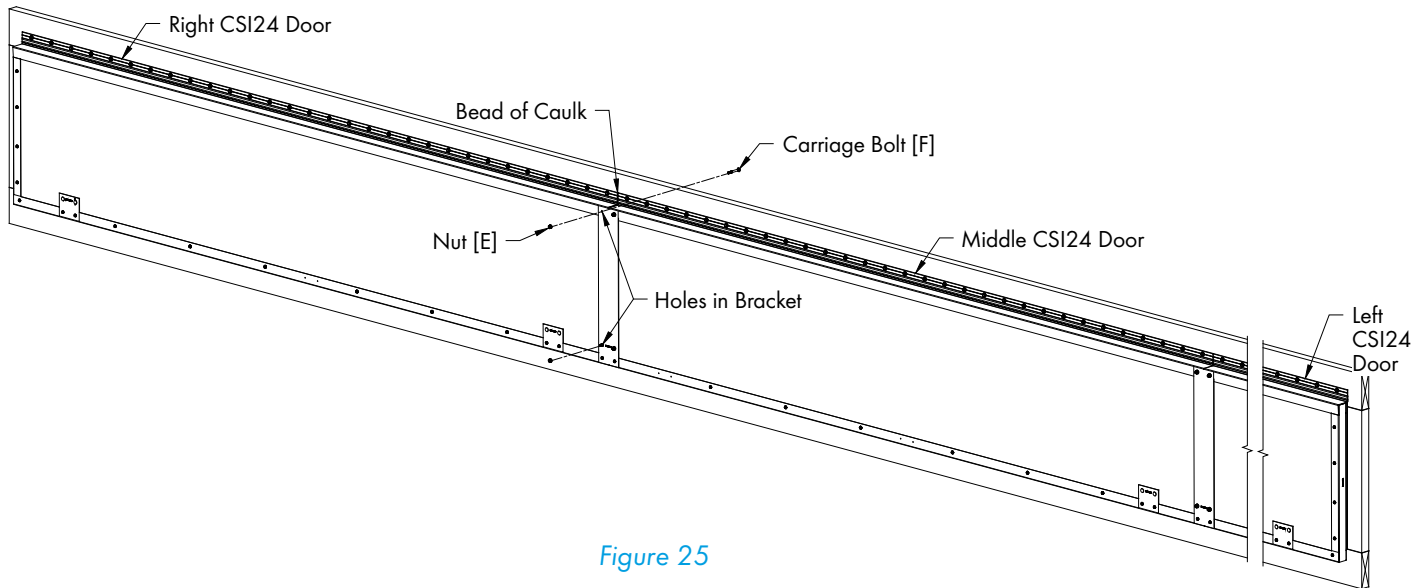 Right CSI24 Door
Bead of Caulk
Carriage Bolt [F]
Nut [E]
Middle CSI24 Door
Holes in Bracket
Left
CSI24
Door
Figure 25